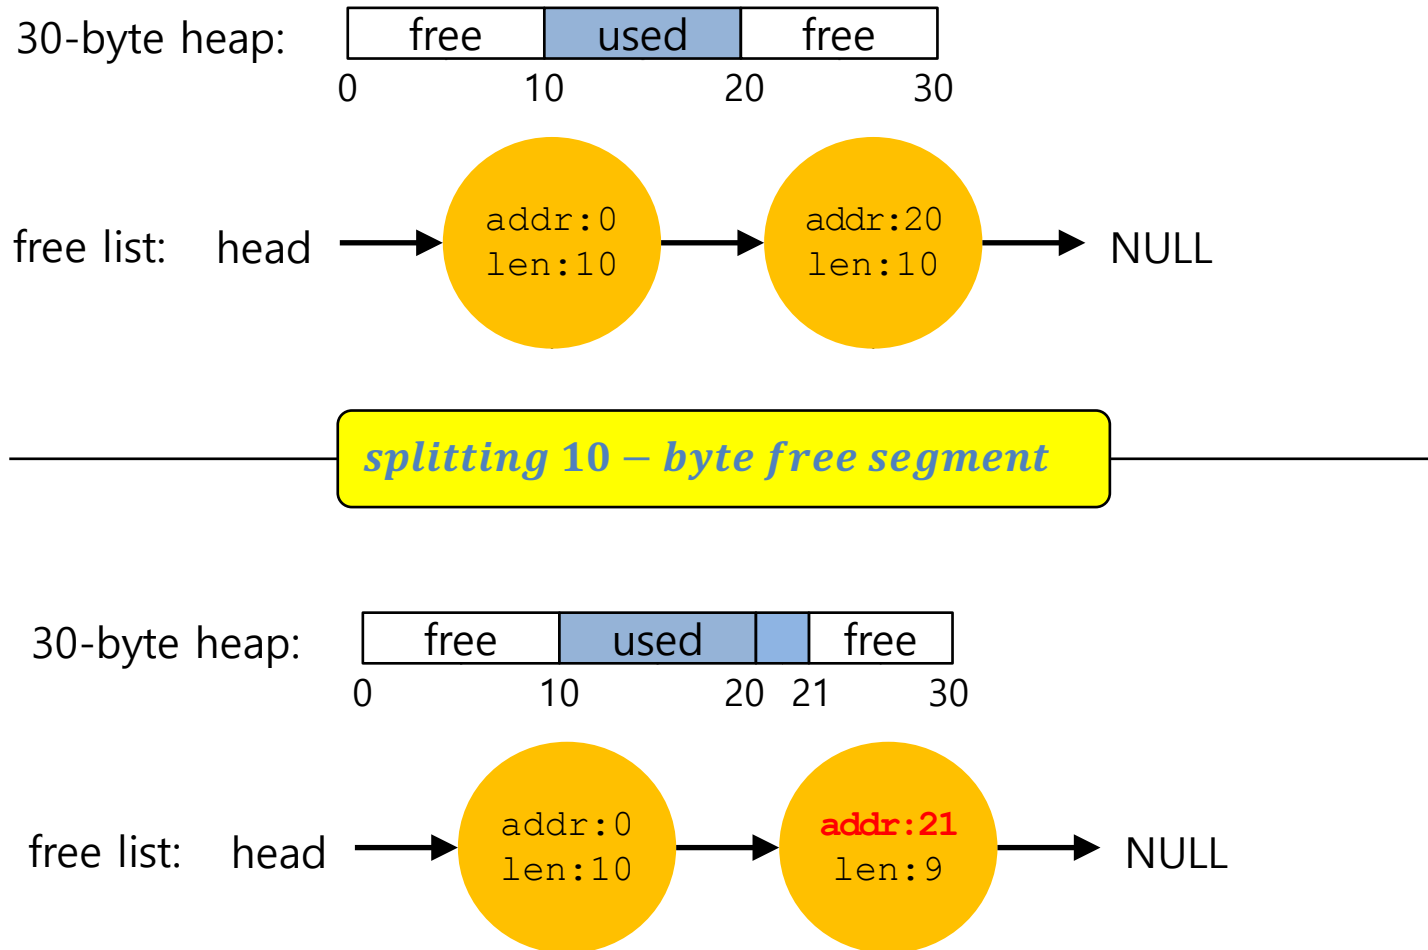 30-byte heap: free used free
0 10 20 30
addr:0 addr:20
free list: head len:10 len:10 NULL
splitting 10 − byte free segment
30-byte heap: free used free
0 10 20 21 30
addr:0 addr:21
free list: head len:10 len:9 NULL